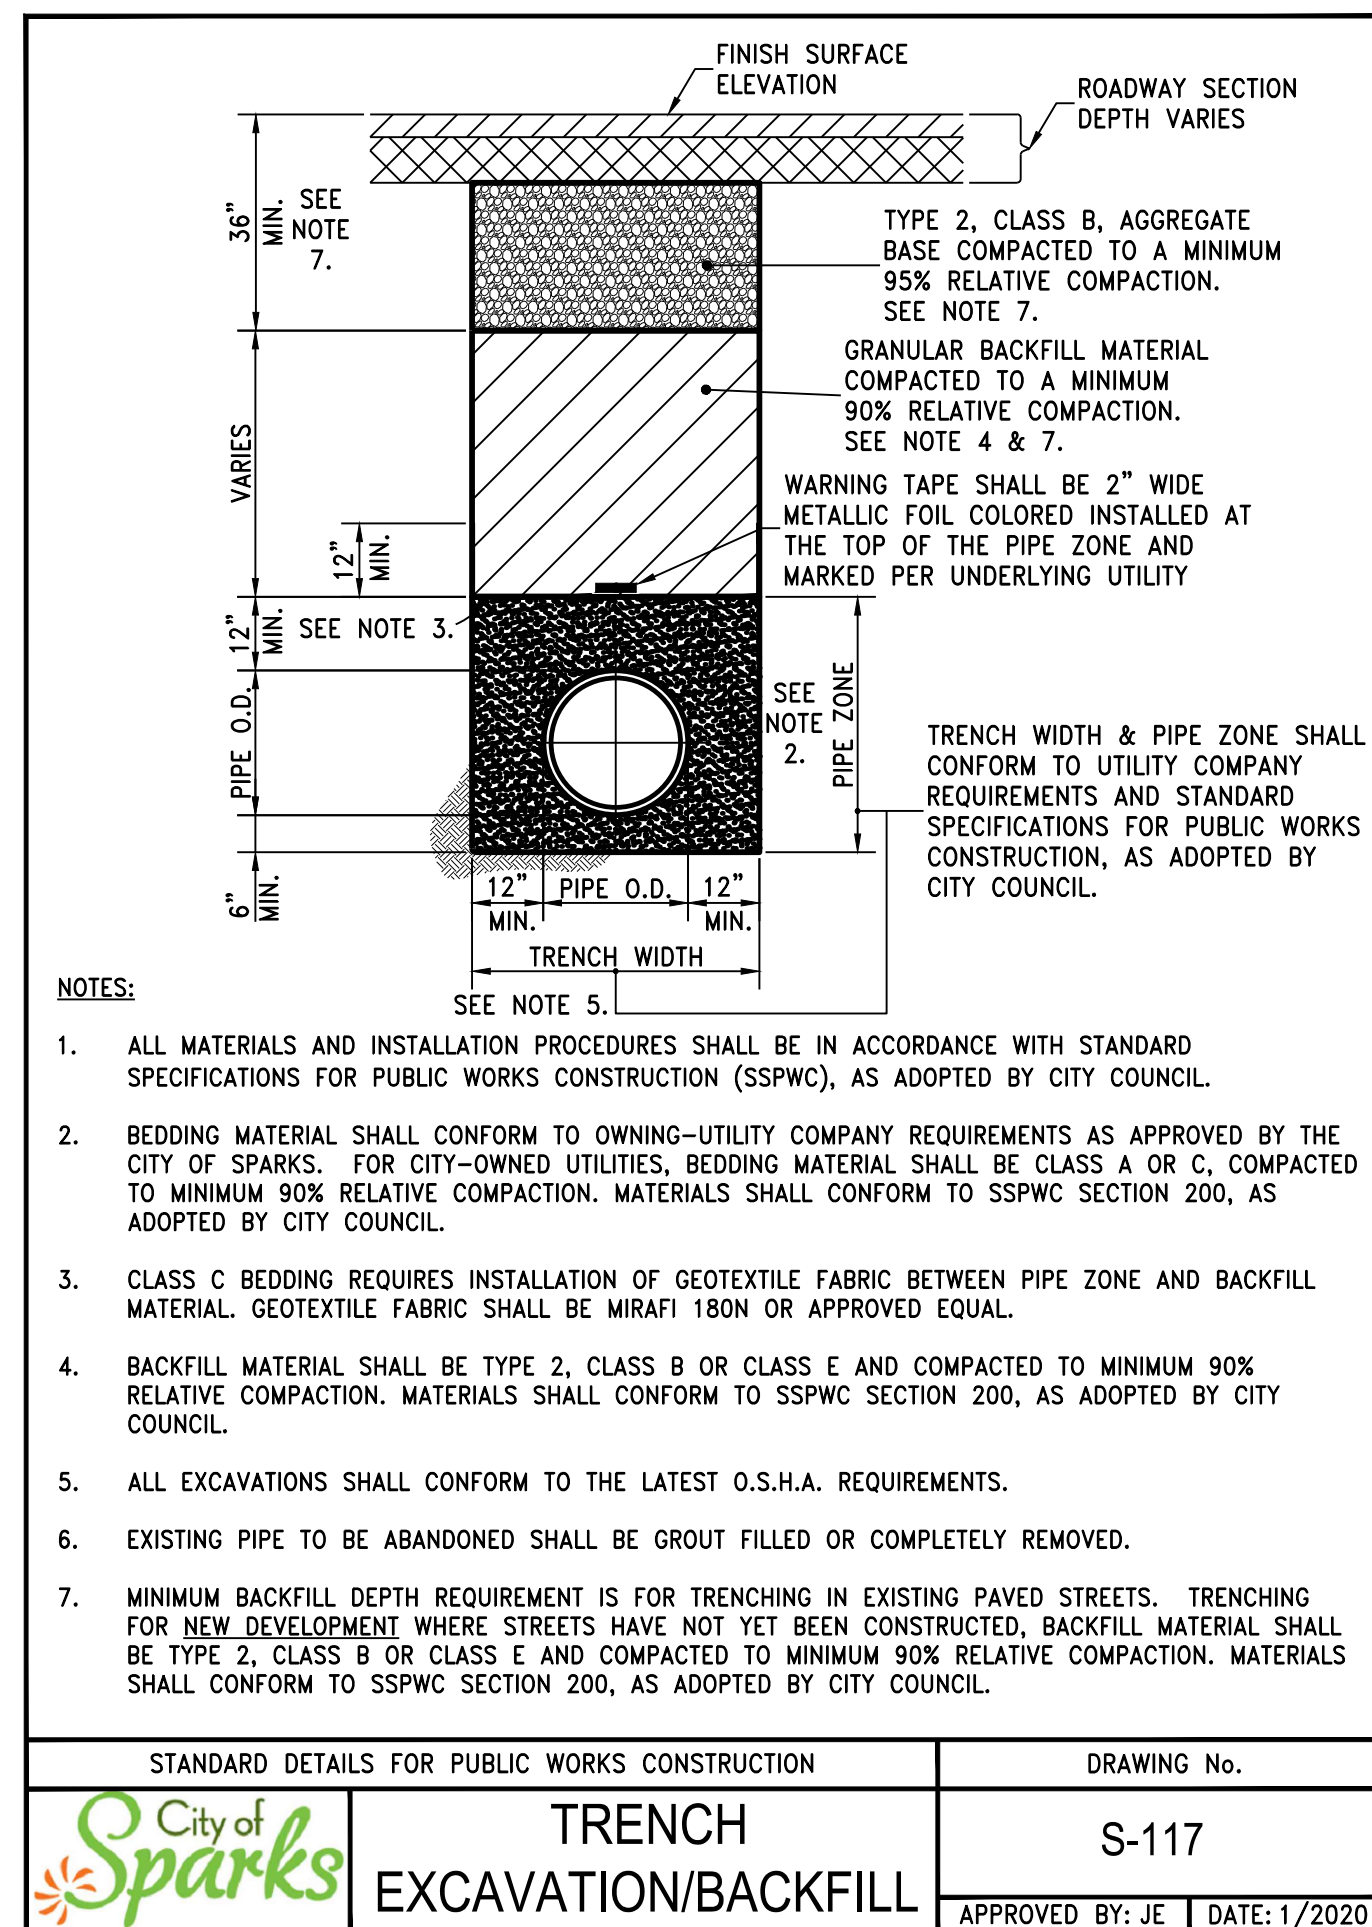 FINISH SURFACE
ELEVATION
ROADWAY SECTION
DEPTH VARIES
36"
MIN.
SEE
NOTE
7.
TYPE 2, CLASS B, AGGREGATE
BASE COMPACTED TO A MINIMUM
95% RELATIVE COMPACTION.
SEE NOTE 7.
GRANULAR BACKFILL MATERIAL
COMPACTED TO A MINIMUM
90% RELATIVE COMPACTION.
SEE NOTE 4 & 7.
VARIES
WARNING TAPE SHALL BE 2" WIDE
METALLIC FOIL COLORED INSTALLED AT
THE TOP OF THE PIPE ZONE AND
MARKED PER UNDERLYING UTILITY
12"
MIN.
12"
MIN.
SEE NOTE 3.
PIPE O.D.
SEE
NOTE
2.
PIPE ZONE
TRENCH WIDTH & PIPE ZONE SHALL
CONFORM TO UTILITY COMPANY
REQUIREMENTS AND STANDARD
SPECIFICATIONS FOR PUBLIC WORKS
CONSTRUCTION, AS ADOPTED BY
CITY COUNCIL.
6"
MIN.
12"
MIN.
PIPE O.D.
12"
MIN.
TRENCH WIDTH
SEE NOTE 5.
NOTES:
1. ALL MATERIALS AND INSTALLATION PROCEDURES SHALL BE IN ACCORDANCE WITH STANDARD
SPECIFICATIONS FOR PUBLIC WORKS CONSTRUCTION (SSPWC), AS ADOPTED BY CITY COUNCIL.
2. BEDDING MATERIAL SHALL CONFORM TO OWNING-UTILITY COMPANY REQUIREMENTS AS APPROVED BY THE
CITY OF SPARKS. FOR CITY-OWNED UTILITIES, BEDDING MATERIAL SHALL BE CLASS A OR C, COMPACTED
TO MINIMUM 90% RELATIVE COMPACTION. MATERIALS SHALL CONFORM TO SSPWC SECTION 200, AS
ADOPTED BY CITY COUNCIL.
3. CLASS C BEDDING REQUIRES INSTALLATION OF GEOTEXTILE FABRIC BETWEEN PIPE ZONE AND BACKFILL
MATERIAL. GEOTEXTILE FABRIC SHALL BE MIRAFI 180N OR APPROVED EQUAL.
4. BACKFILL MATERIAL SHALL BE TYPE 2, CLASS B OR CLASS E AND COMPACTED TO MINIMUM 90%
RELATIVE COMPACTION. MATERIALS SHALL CONFORM TO SSPWC SECTION 200, AS ADOPTED BY CITY
COUNCIL.
5. ALL EXCAVATIONS SHALL CONFORM TO THE LATEST O.S.H.A. REQUIREMENTS.
6. EXISTING PIPE TO BE ABANDONED SHALL BE GROUT FILLED OR COMPLETELY REMOVED.
7. MINIMUM BACKFILL DEPTH REQUIREMENT IS FOR TRENCHING IN EXISTING PAVED STREETS. TRENCHING
FOR NEW DEVELOPMENT WHERE STREETS HAVE NOT YET BEEN CONSTRUCTED, BACKFILL MATERIAL SHALL
BE TYPE 2, CLASS B OR CLASS E AND COMPACTED TO MINIMUM 90% RELATIVE COMPACTION. MATERIALS
SHALL CONFORM TO SSPWC SECTION 200, AS ADOPTED BY CITY COUNCIL.
STANDARD DETAILS FOR PUBLIC WORKS CONSTRUCTION
DRAWING No.
City of
Sparks
TRENCH
EXCAVATION/BACKFILL
S-117
APPROVED BY: JE
DATE: 1/2020